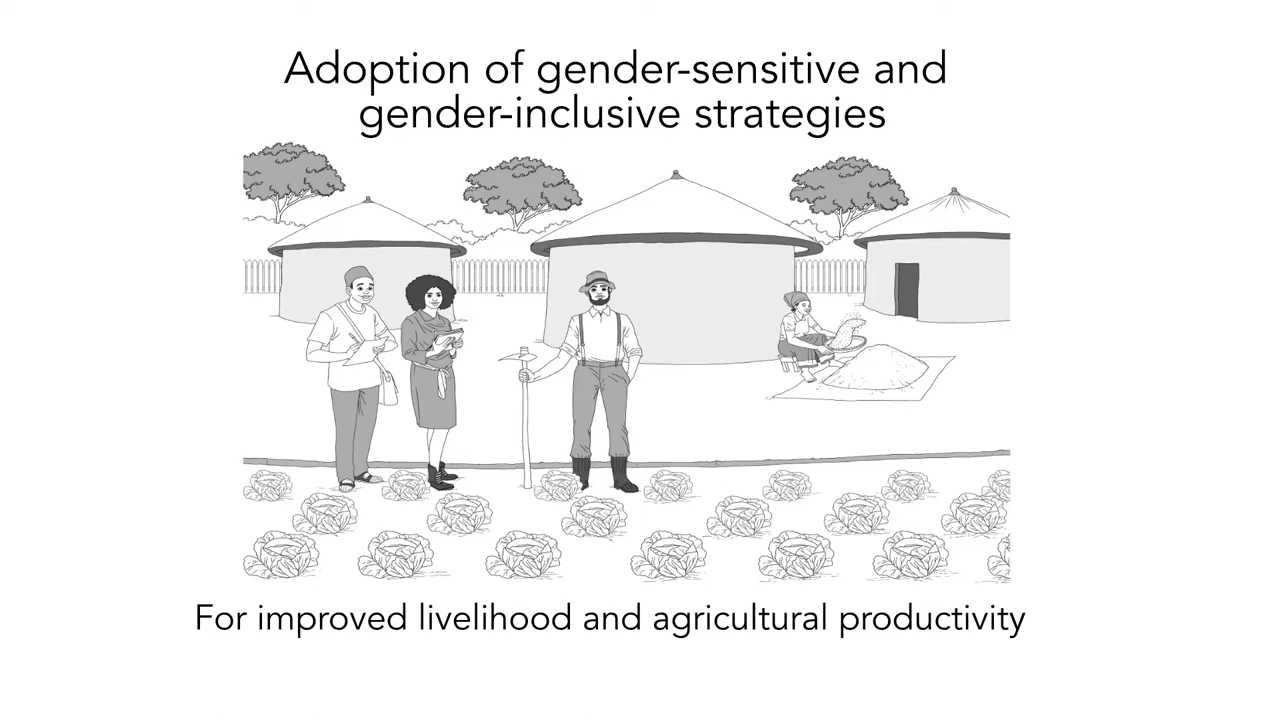 Adoption of gender-sensitive and
gender-inclusive strategies
For improved livelihood and agricultural productivity